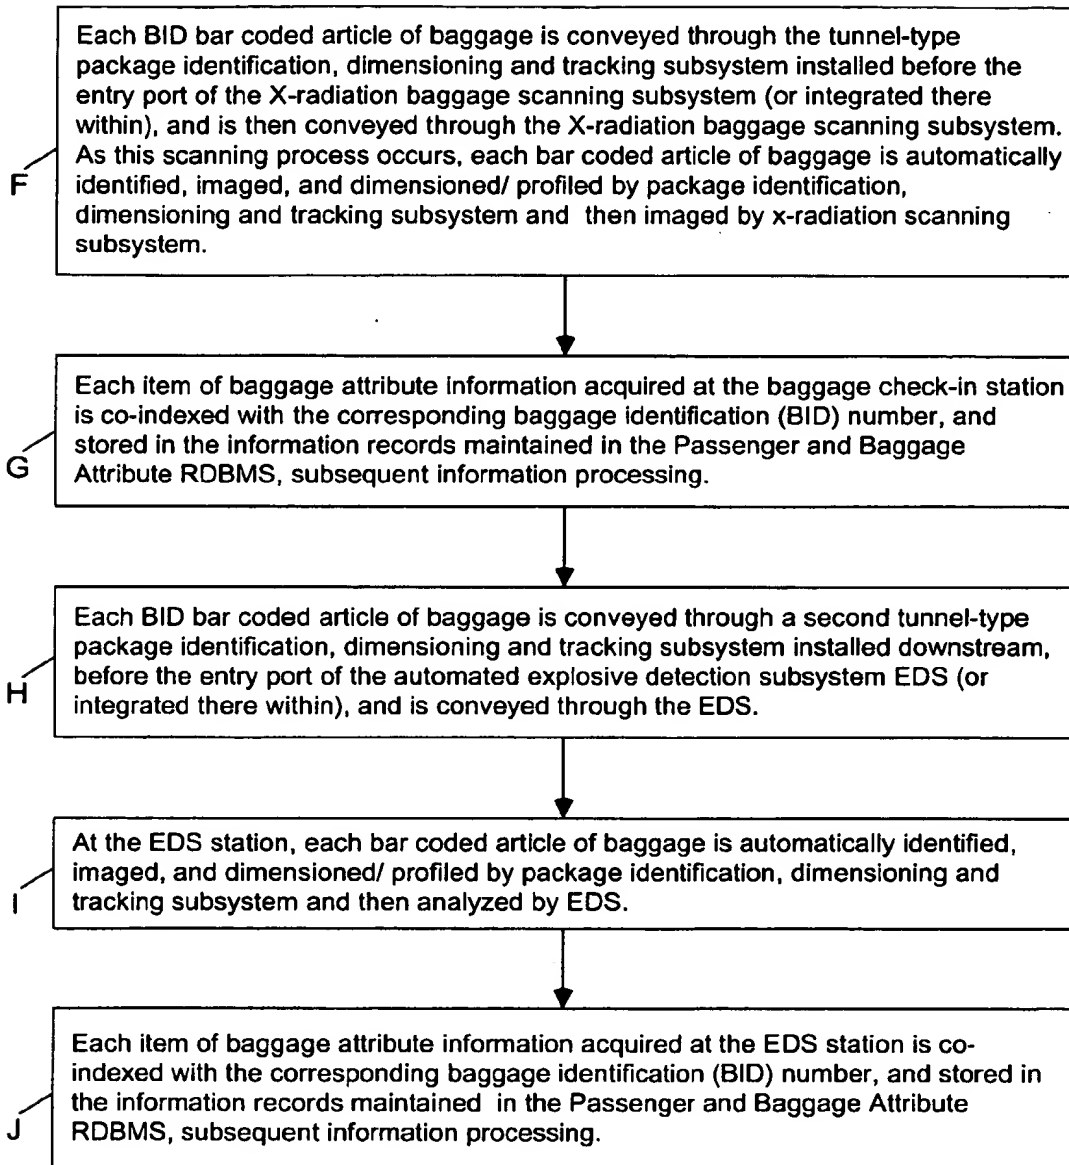 Each BID bar coded article of baggage is conveyed through the tunnel-type
package identification, dimensioning and tracking subsystem installed before the
entry port of the X-radiation baggage scanning subsystem (or integrated there
within), and is then conveyed through the X-radiation baggage scanning subsystem.
As this scanning process occurs, each bar coded article of baggage is automatically
identified, imaged, and dimensioned/ profiled by package identification,
dimensioning and tracking subsystem and then imaged by x-radiation scanning
subsystem.
F
Each item of baggage attribute information acquired at the baggage check-in station
is co-indexed with the corresponding baggage identification (BID) number, and
stored in the information records maintained in the Passenger and Baggage
Attribute RDBMS, subsequent information processing.
G
Each BID bar coded article of baggage is conveyed through a second tunnel-type
package identification, dimensioning and tracking subsystem installed downstream,
before the entry port of the automated explosive detection subsystem EDS (or
integrated there within), and is conveyed through the EDS.
H
At the EDS station, each bar coded article of baggage is automatically identified,
imaged, and dimensioned/ profiled by package identification, dimensioning and
tracking subsystem and then analyzed by EDS.
I
Each item of baggage attribute information acquired at the EDS station is co-
indexed with the corresponding baggage identification (BID) number, and stored in
the information records maintained in the Passenger and Baggage Attribute
RDBMS, subsequent information processing.
J